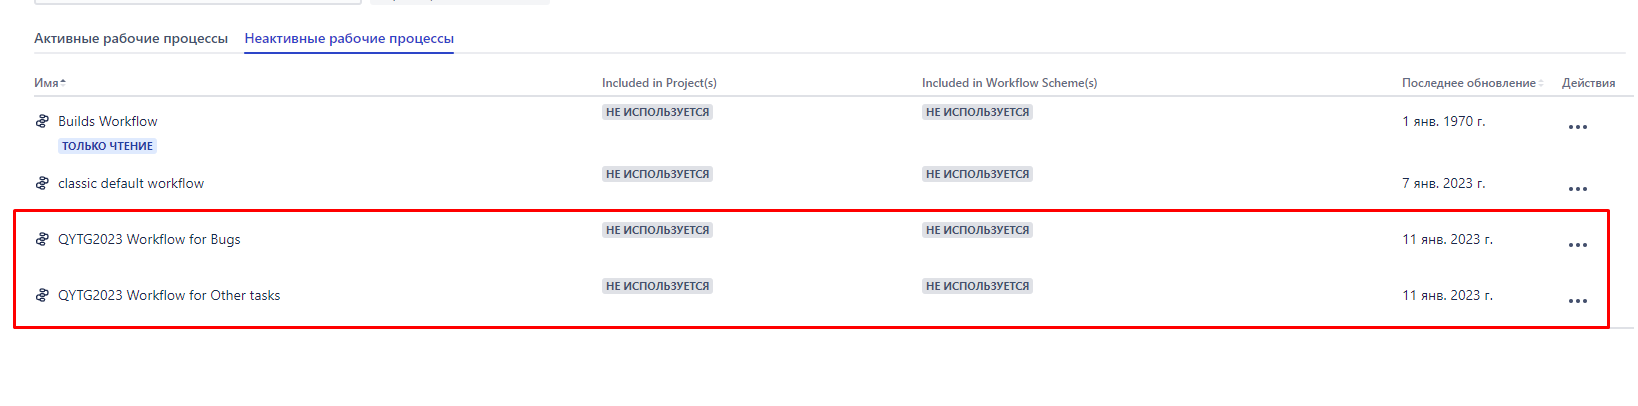 Активные рабочие процессы Неактивные рабочие процессы
Имя Included in Project(s) Included in Workflow Scheme(s) Последнее обновление Действия
Builds Workflow НЕ ИСПОЛЬЗУЕТСЯ НЕ ИСПОЛЬЗУЕТСЯ 1 янв. 1970 г.
ТОЛЬКО ЧТЕНИЕ
classic default workflow НЕ ИСПОЛЬЗУЕТСЯ НЕ ИСПОЛЬЗУЕТСЯ 7 янв. 2023 г.
QYTG2023 Workflow for Bugs НЕ ИСПОЛЬЗУЕТСЯ НЕ ИСПОЛЬЗУЕТСЯ 11 янв. 2023 г.
QYTG2023 Workflow for Other tasks НЕ ИСПОЛЬЗУЕТСЯ НЕ ИСПОЛЬЗУЕТСЯ 11 янв. 2023 г.